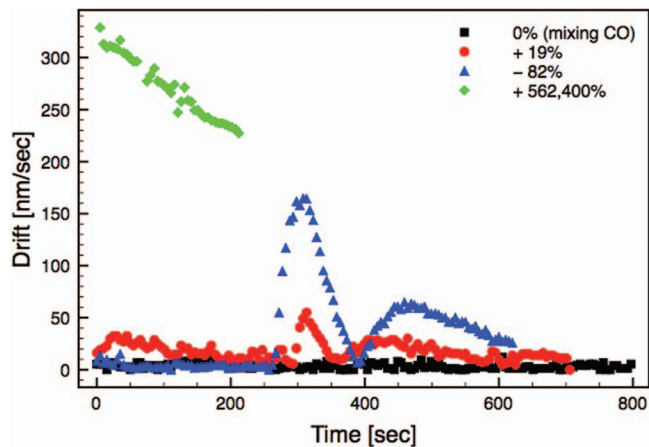 0% (mixing CO)
+ 19%
− 82%
+ 562,400%
300
250
200
150
100
50
0
Drift [nm/sec]
0 200 400 600 800
Time [sec]